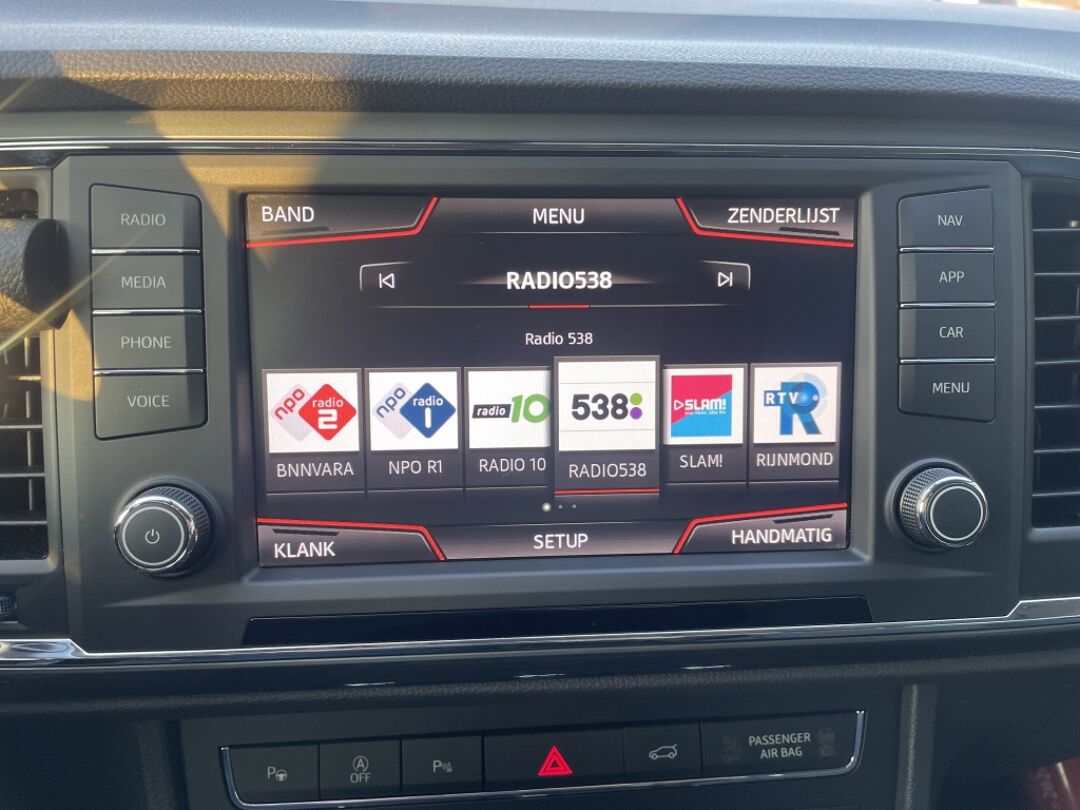 BAND
MENU
ZENDERLIJST
RADIO
MEDIA
PHONE
VOICE
NAV
APP
CAR
MENU
RADIO538
Radio 538
npo radio 2
npo radio 1
radio 10
538
SLAM!
RTV R
BNNVARA
NPO R1
RADIO 10
RADIO538
SLAM!
RIJNMOND
KLANK
SETUP
HANDMATIG
P
A
OFF
P
PASSENGER
AIR BAG